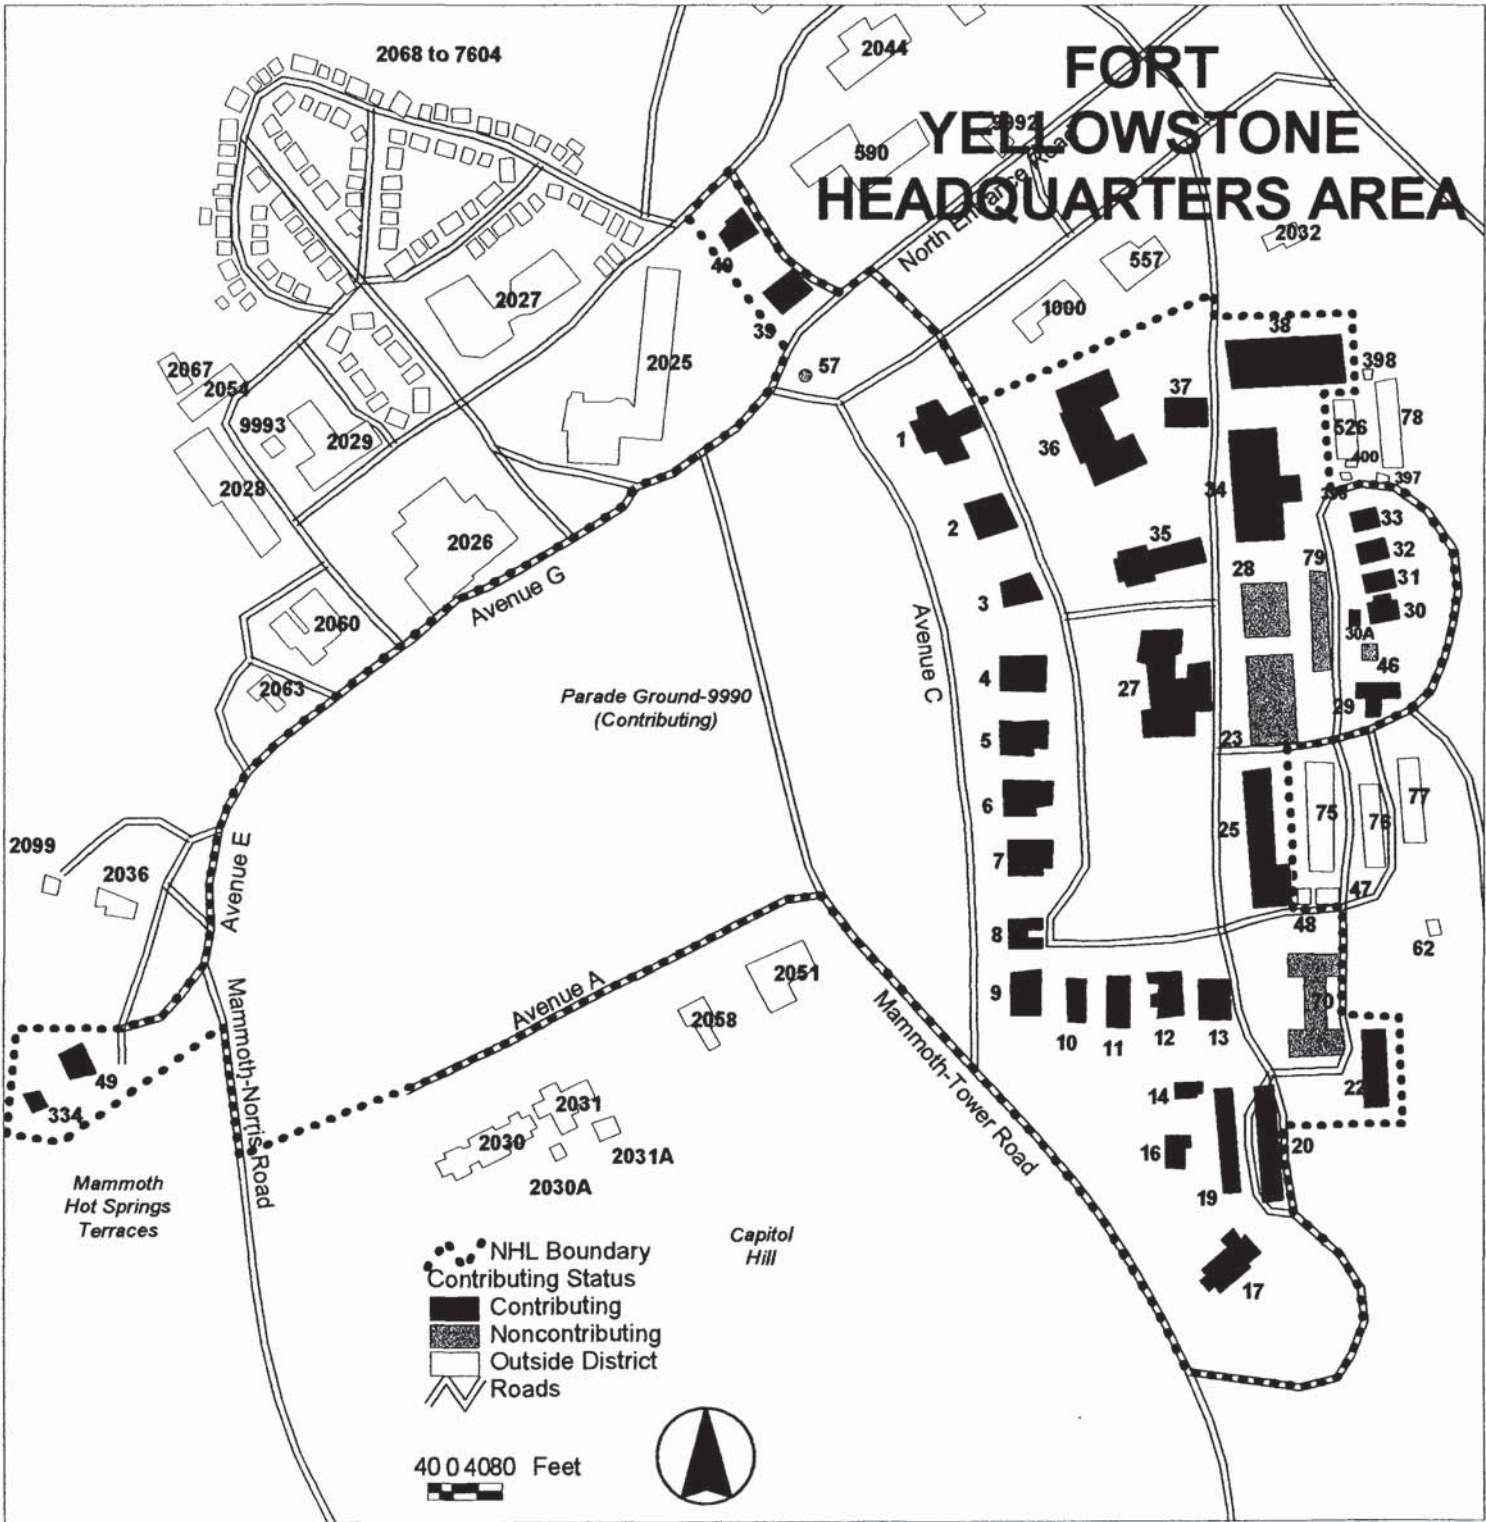 FORT
YELLOWSTONE
HEADQUARTERS AREA
2068 to 7604
2044
590
9992
2032
557
1000
North Entrance Road
40
39
2027
2025
57
2067
2054
9993
2029
2028
2026
2060
2063
Avenue G
38
398
37
526
78
400
397
396
1
36
34
2
33
32
31
30
30A
35
28
79
3
46
Avenue C
4
27
29
23
5
Parade Ground-9990
(Contributing)
6
25
75
76
77
7
47
48
8
62
2099
2036
Avenue E
2051
2058
Avenue A
9
10
11
12
13
70
Mammoth-Norris Road
Mammoth-Tower Road
49
334
2031
2030
2031A
2030A
14
16
19
20
22
17
Mammoth
Hot Springs
Terraces
Capitol
Hill
NHL Boundary
Contributing Status
Contributing
Noncontributing
Outside District
Roads
40 0 4080 Feet